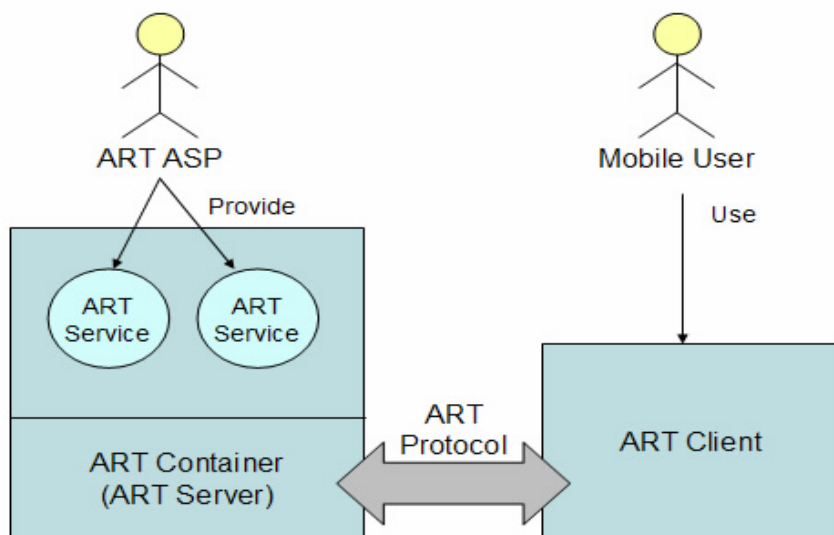 ART ASP
Mobile User
Provide
Use
ART
Service
ART
Service
ART
Protocol
ART Container
(ART Server)
ART Client